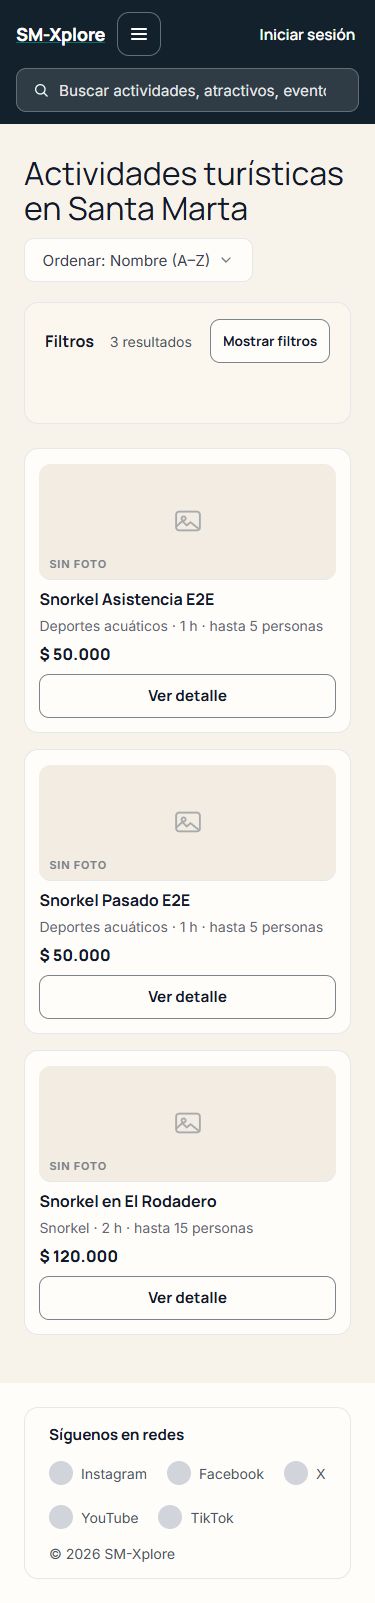 SM-Xplore
Iniciar sesión
Buscar actividades, atractivos, evento
Actividades turísticas
en Santa Marta
Ordenar: Nombre (A–Z)
Filtros 3 resultados Mostrar filtros
SIN FOTO
Snorkel Asistencia E2E
Deportes acuáticos · 1 h · hasta 5 personas
$ 50.000
Ver detalle
SIN FOTO
Snorkel Pasado E2E
Deportes acuáticos · 1 h · hasta 5 personas
$ 50.000
Ver detalle
SIN FOTO
Snorkel en El Rodadero
Snorkel · 2 h · hasta 15 personas
$ 120.000
Ver detalle
Síguenos en redes
Instagram Facebook X
YouTube TikTok
© 2026 SM-Xplore